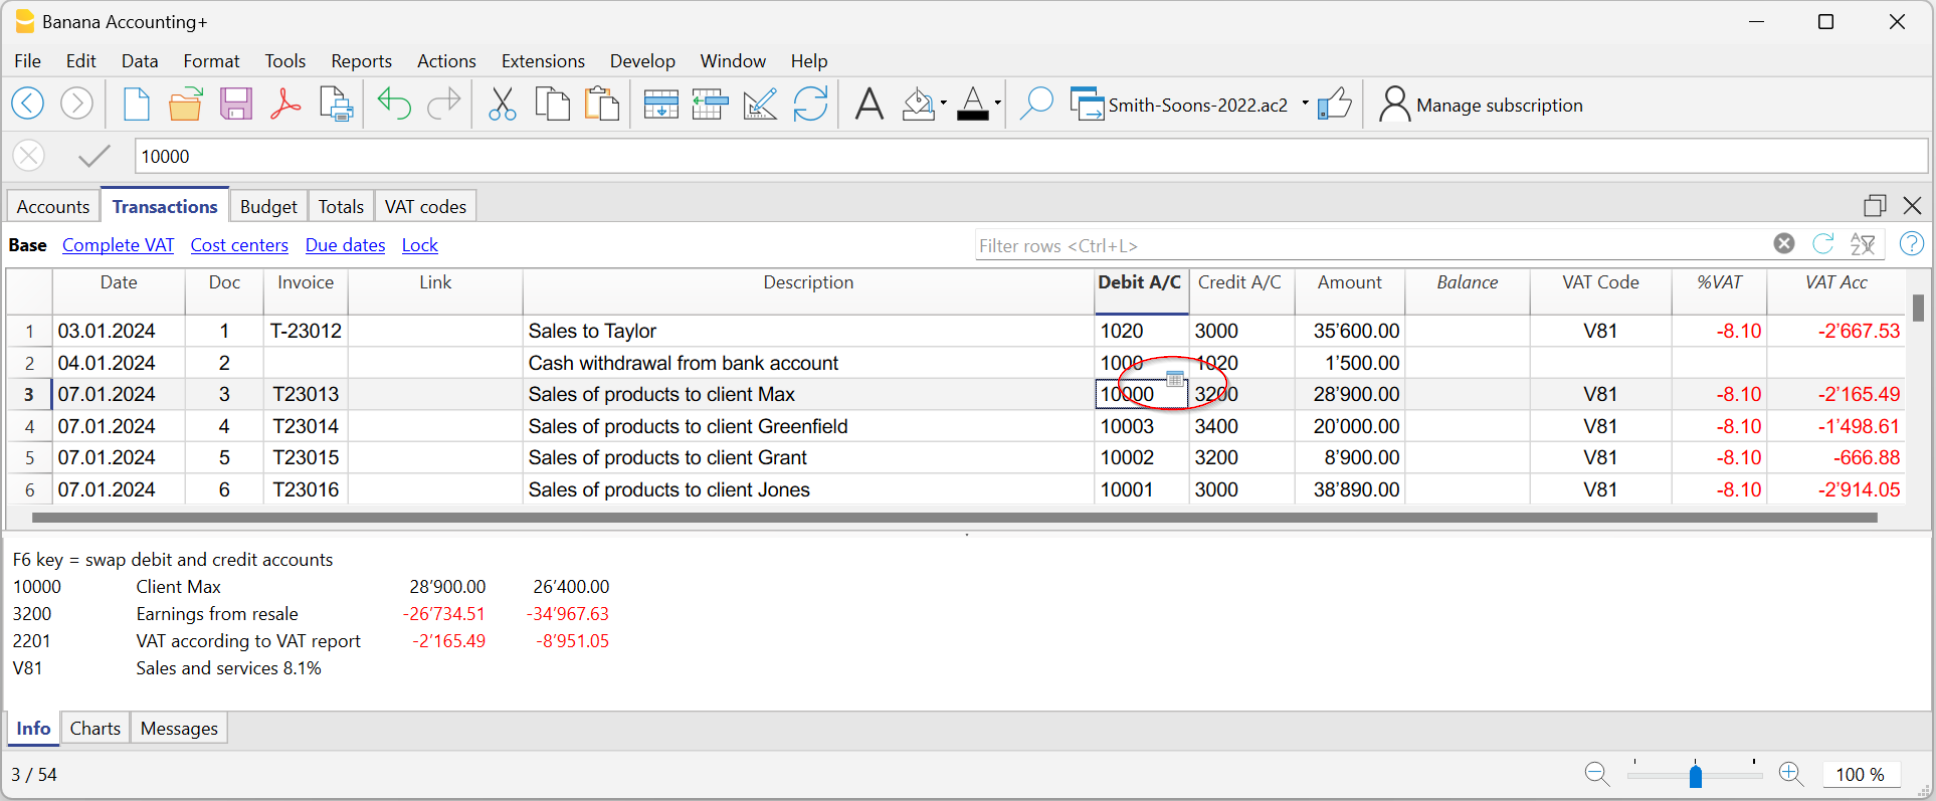 Banana Accounting+
File Edit Data Format Tools Reports Actions Extensions Develop Window Help
Smith-Soons-2022.ac2 Manage subscription
10000
Accounts Transactions Budget Totals VAT codes
Base Complete VAT Cost centers Due dates Lock Filter rows <Ctrl+L>
Date Doc Invoice Link Description Debit A/C Credit A/C Amount Balance VAT Code %VAT VAT Acc
1 03.01.2024 1 T-23012 Sales to Taylor 1020 3000 35’600.00 V81 -8.10 -2’667.53
2 04.01.2024 2 Cash withdrawal from bank account 1000 1020 1’500.00
3 07.01.2024 3 T23013 Sales of products to client Max 10000 3200 28’900.00 V81 -8.10 -2’165.49
4 07.01.2024 4 T23014 Sales of products to client Greenfield 10003 3400 20’000.00 V81 -8.10 -1’498.61
5 07.01.2024 5 T23015 Sales of products to client Grant 10002 3200 8’900.00 V81 -8.10 -666.88
6 07.01.2024 6 T23016 Sales of products to client Jones 10001 3000 38’890.00 V81 -8.10 -2’914.05
F6 key = swap debit and credit accounts
10000 Client Max 28’900.00 26’400.00
3200 Earnings from resale -26’734.51 -34’967.63
2201 VAT according to VAT report -2’165.49 -8’951.05
V81 Sales and services 8.1%
Info Charts Messages
3 / 54 100 %